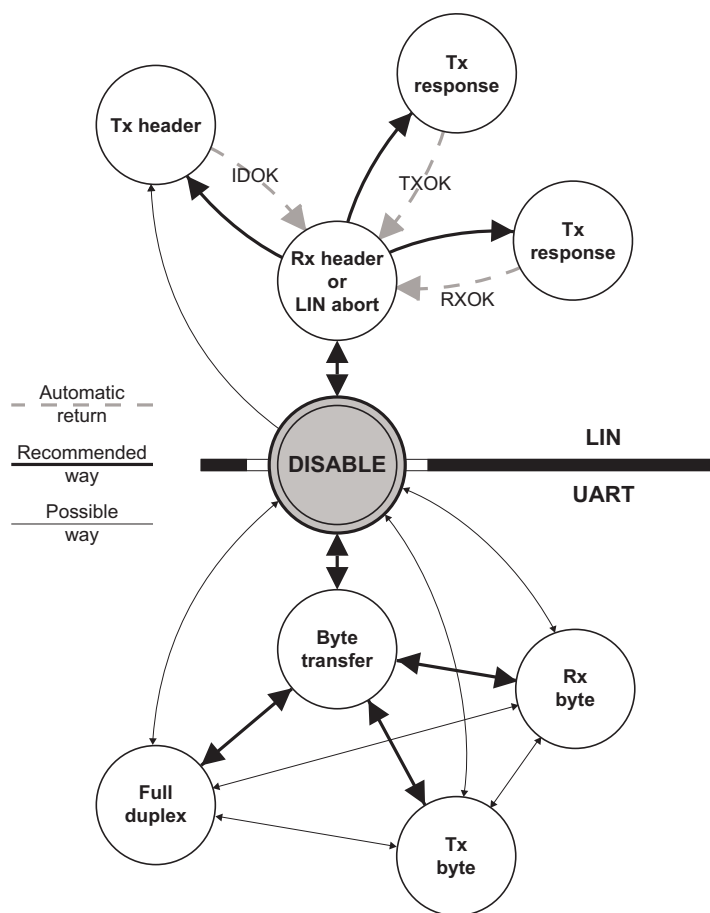 Tx
response
Tx header
IDOK
TXOK
Tx
response
Rx header
or
LIN abort
RXOK
Automatic
return
Recommended
way
Possible
way
DISABLE
LIN
UART
Byte
transfer
Rx
byte
Full
duplex
Tx
byte